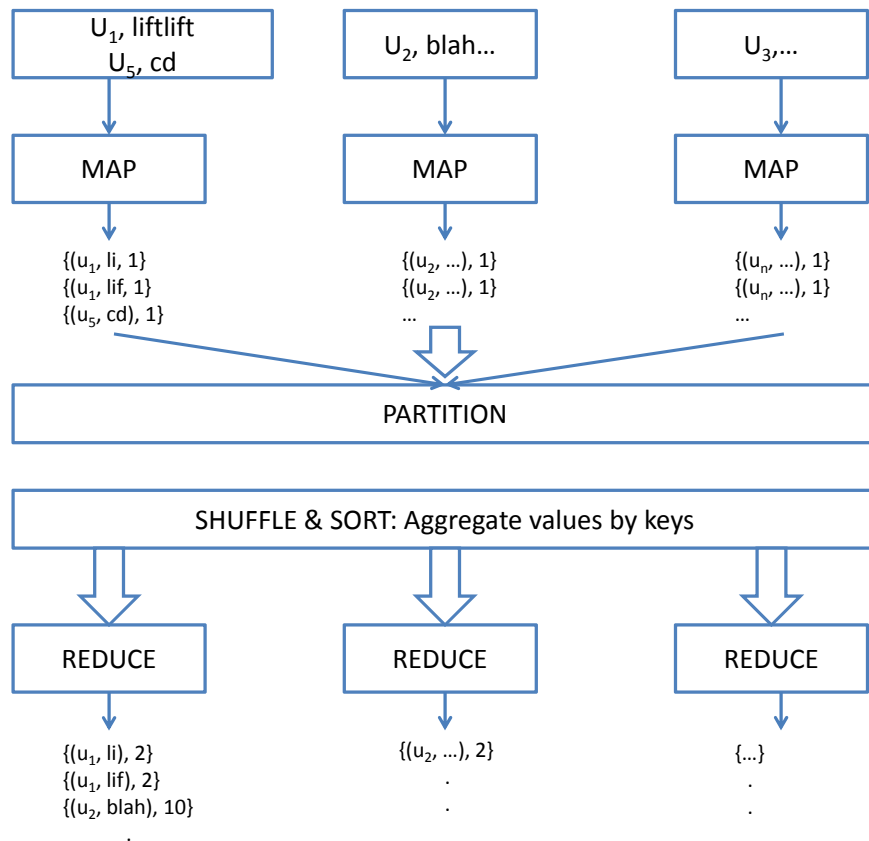 U1, liftlift
U5, cd
U2, blah…
U3,…
MAP
MAP
MAP
{(u1, li, 1}
{(u1, lif, 1}
{(u5, cd), 1}
{(u2, …), 1}
{(u2, …), 1}
…
{(un, …), 1}
{(un, …), 1}
…
PARTITION
SHUFFLE & SORT: Aggregate values by keys
REDUCE
REDUCE
REDUCE
{(u1, li), 2}
{(u1, lif), 2}
{(u2, blah), 10}
.
{(u2, …), 2}
.
.
{…}
.
.